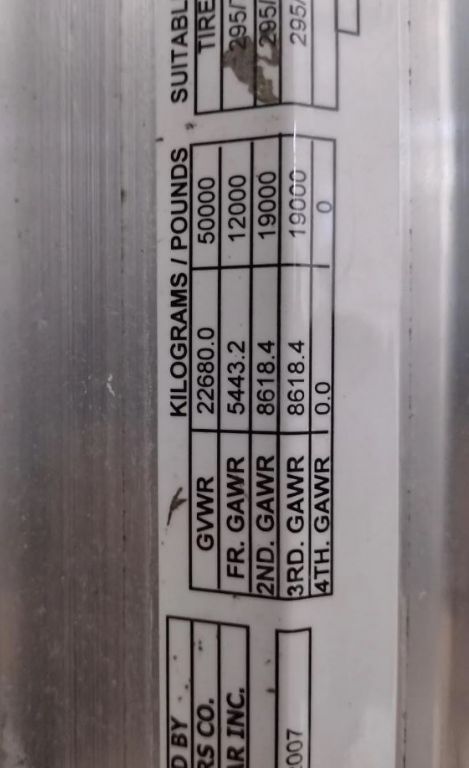 D BY
RS CO.
AR INC.
007
KILOGRAMS / POUNDS
GVWR 22680.0 50000
FR. GAWR 5443.2 12000
2ND. GAWR 8618.4 19000
3RD. GAWR 8618.4 19000
4TH. GAWR 0.0 0
SUITABL
TIRE
295/
295/
295/